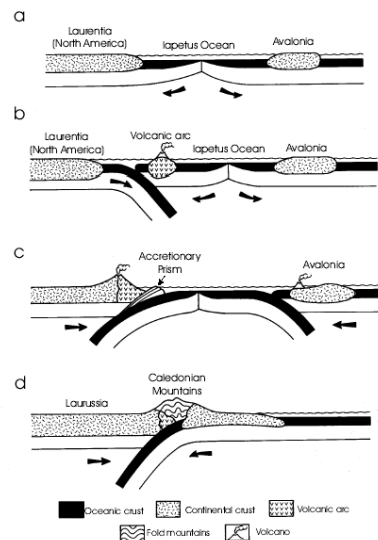 a
Laurentia
(North America)
Iapetus Ocean
Avalonia
b
Laurentia
(North America)
Volcanic arc
Iapetus Ocean
Avalonia
c
Accretionary
Prism
Avalonia
d
Caledonian
Mountains
Laurussia
Oceanic crust
Continental crust
Volcanic arc
Fold mountains
Volcano